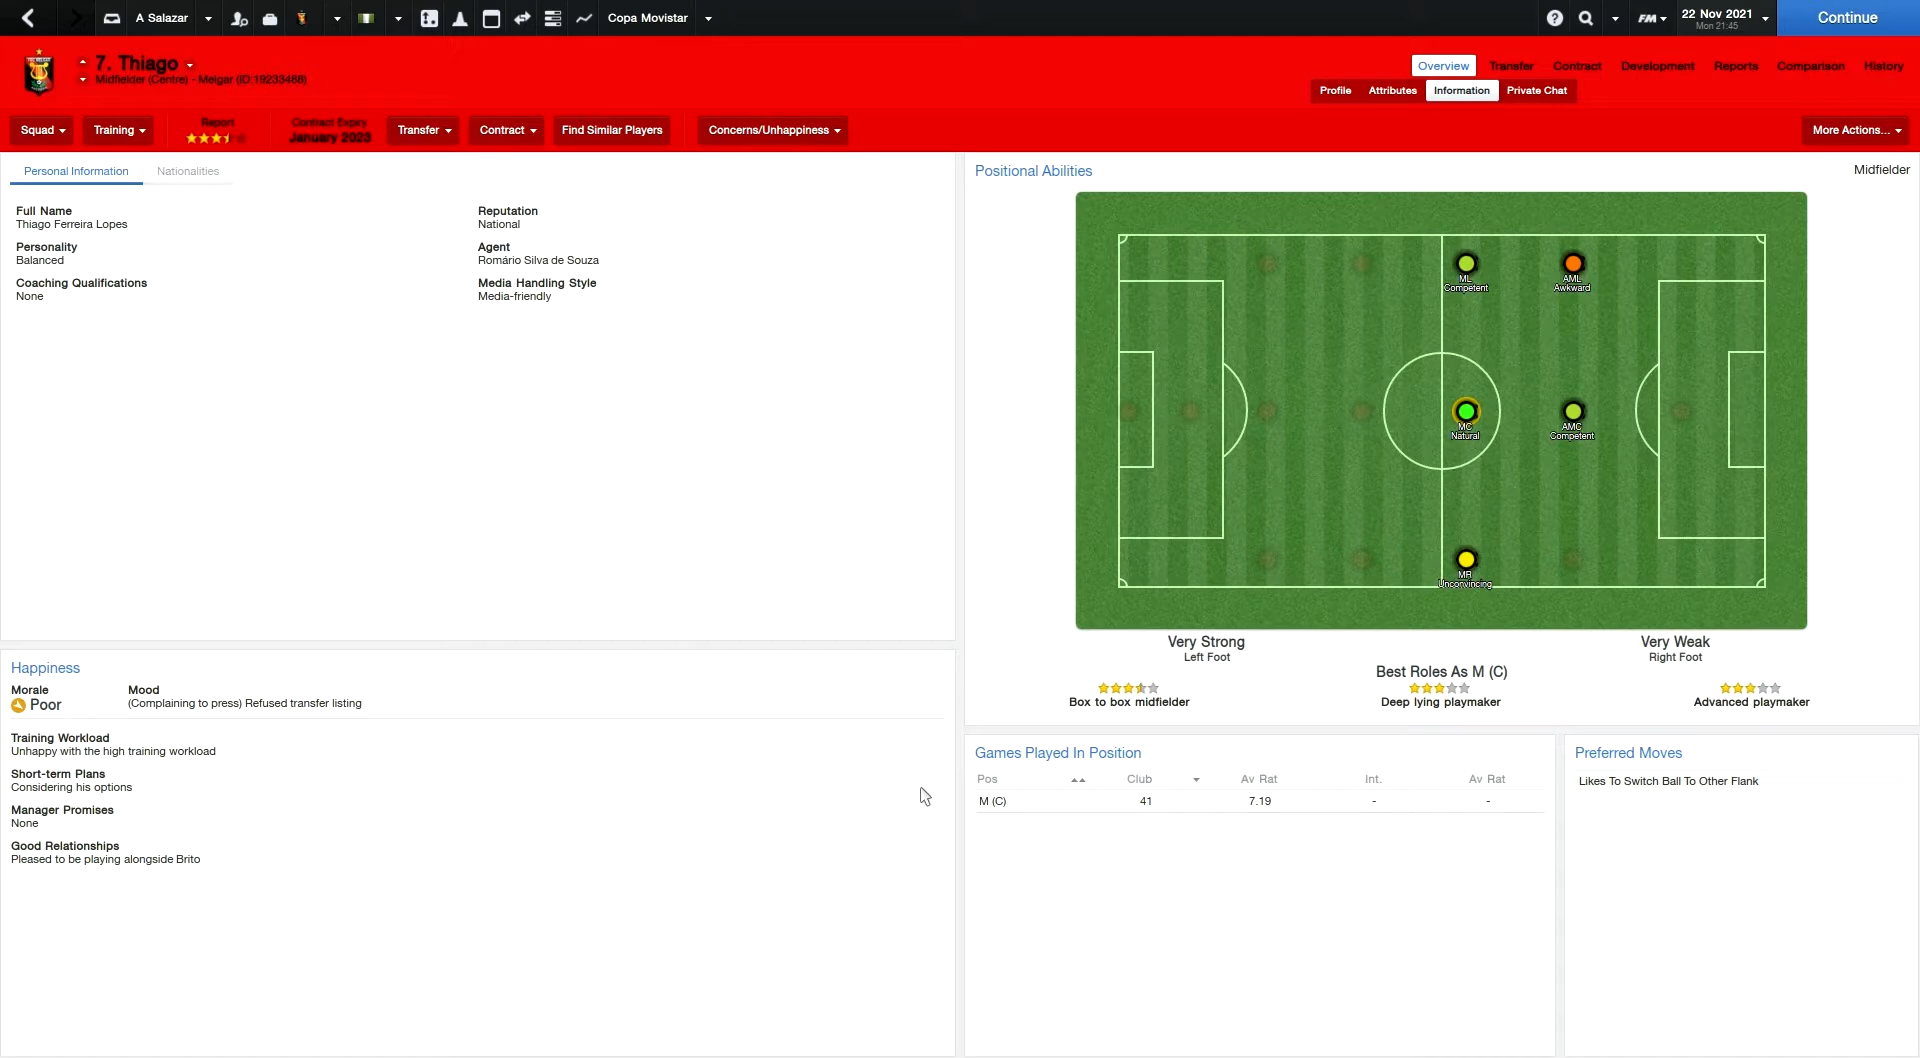 A Salazar
Copa Movistar
FM
22 Nov 2021
Mon 21:45
Continue
7. Thiago
Midfielder (Centre) - Melgar (ID:19233488)
Overview
Transfer
Contract
Development
Reports
Comparison
History
Profile
Attributes
Information
Private Chat
Squad
Training
Report
Contract Expiry
January 2023
Transfer
Contract
Find Similar Players
Concerns/Unhappiness
More Actions...
Personal Information
Nationalities
Full Name
Thiago Ferreira Lopes
Personality
Balanced
Coaching Qualifications
None
Reputation
National
Agent
Romário Silva de Souza
Media Handling Style
Media-friendly
Positional Abilities
Midfielder
ML
Competent
AML
Awkward
MC
Natural
AMC
Competent
MR
Unconvincing
Very Strong
Left Foot
Very Weak
Right Foot
Best Roles As M (C)
Box to box midfielder
Deep lying playmaker
Advanced playmaker
Happiness
Morale
Poor
Mood
(Complaining to press) Refused transfer listing
Training Workload
Unhappy with the high training workload
Short-term Plans
Considering his options
Manager Promises
None
Good Relationships
Pleased to be playing alongside Brito
Games Played In Position
Pos Club Av Rat Int. Av Rat
M (C) 41 7.19 - -
Preferred Moves
Likes To Switch Ball To Other Flank